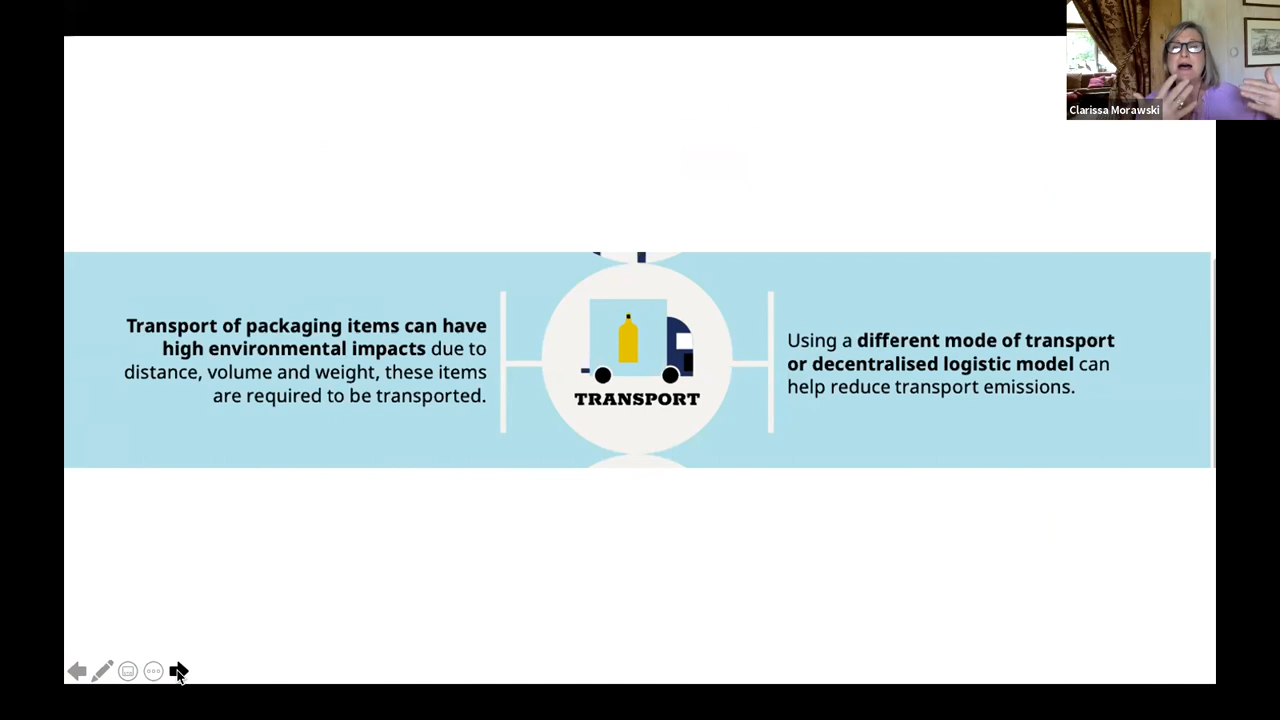 Clarissa Morawski
Transport of packaging items can have
high environmental impacts due to
distance, volume and weight, these items
are required to be transported.
TRANSPORT
Using a different mode of transport
or decentralised logistic model can
help reduce transport emissions.